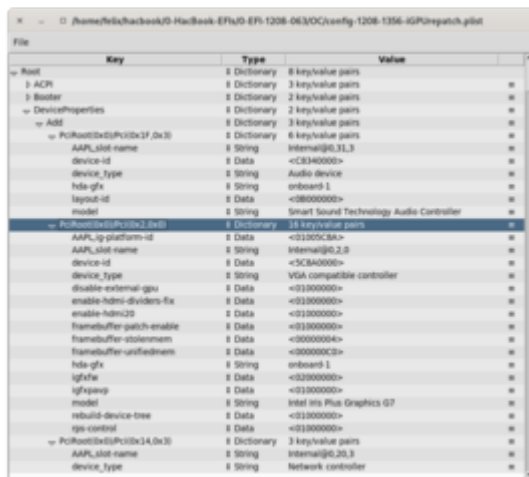 /home/felix/hacbook/0-HacBook-EFIs/0-EFI-1208-063/OC/config-1208-1356-iGPUrepatch.plist
File
Key Type Value
Root Dictionary 8 key/value pairs
ACPI Dictionary 3 key/value pairs
Booter Dictionary 2 key/value pairs
DeviceProperties Dictionary 2 key/value pairs
Add Dictionary 3 key/value pairs
PciRoot(0x0)/Pci(0x1F,0x3) Dictionary 6 key/value pairs
AAPL,slot-name String Internal@0,31,3
device-id Data <C8340000>
device_type String Audio device
hda-gfx String onboard-1
layout-id Data <0B000000>
model String Smart Sound Technology Audio Controller
PciRoot(0x0)/Pci(0x2,0x0) Dictionary 16 key/value pairs
AAPL,ig-platform-id Data <01005C8A>
AAPL,slot-name String Internal@0,2,0
device-id Data <5C8A0000>
device_type String VGA compatible controller
disable-external-gpu Data <01000000>
enable-hdmi-dividers-fix Data <01000000>
enable-hdmi20 Data <01000000>
framebuffer-patch-enable Data <01000000>
framebuffer-stolenmem Data <00000004>
framebuffer-unifiedmem Data <000000C0>
hda-gfx String onboard-1
igfxfw Data <02000000>
igfxpavp Data <01000000>
model String Intel Iris Plus Graphics G7
rebuild-device-tree Data <01000000>
rps-control Data <01000000>
PciRoot(0x0)/Pci(0x14,0x3) Dictionary 3 key/value pairs
AAPL,slot-name String Internal@0,20,3
device_type String Network controller